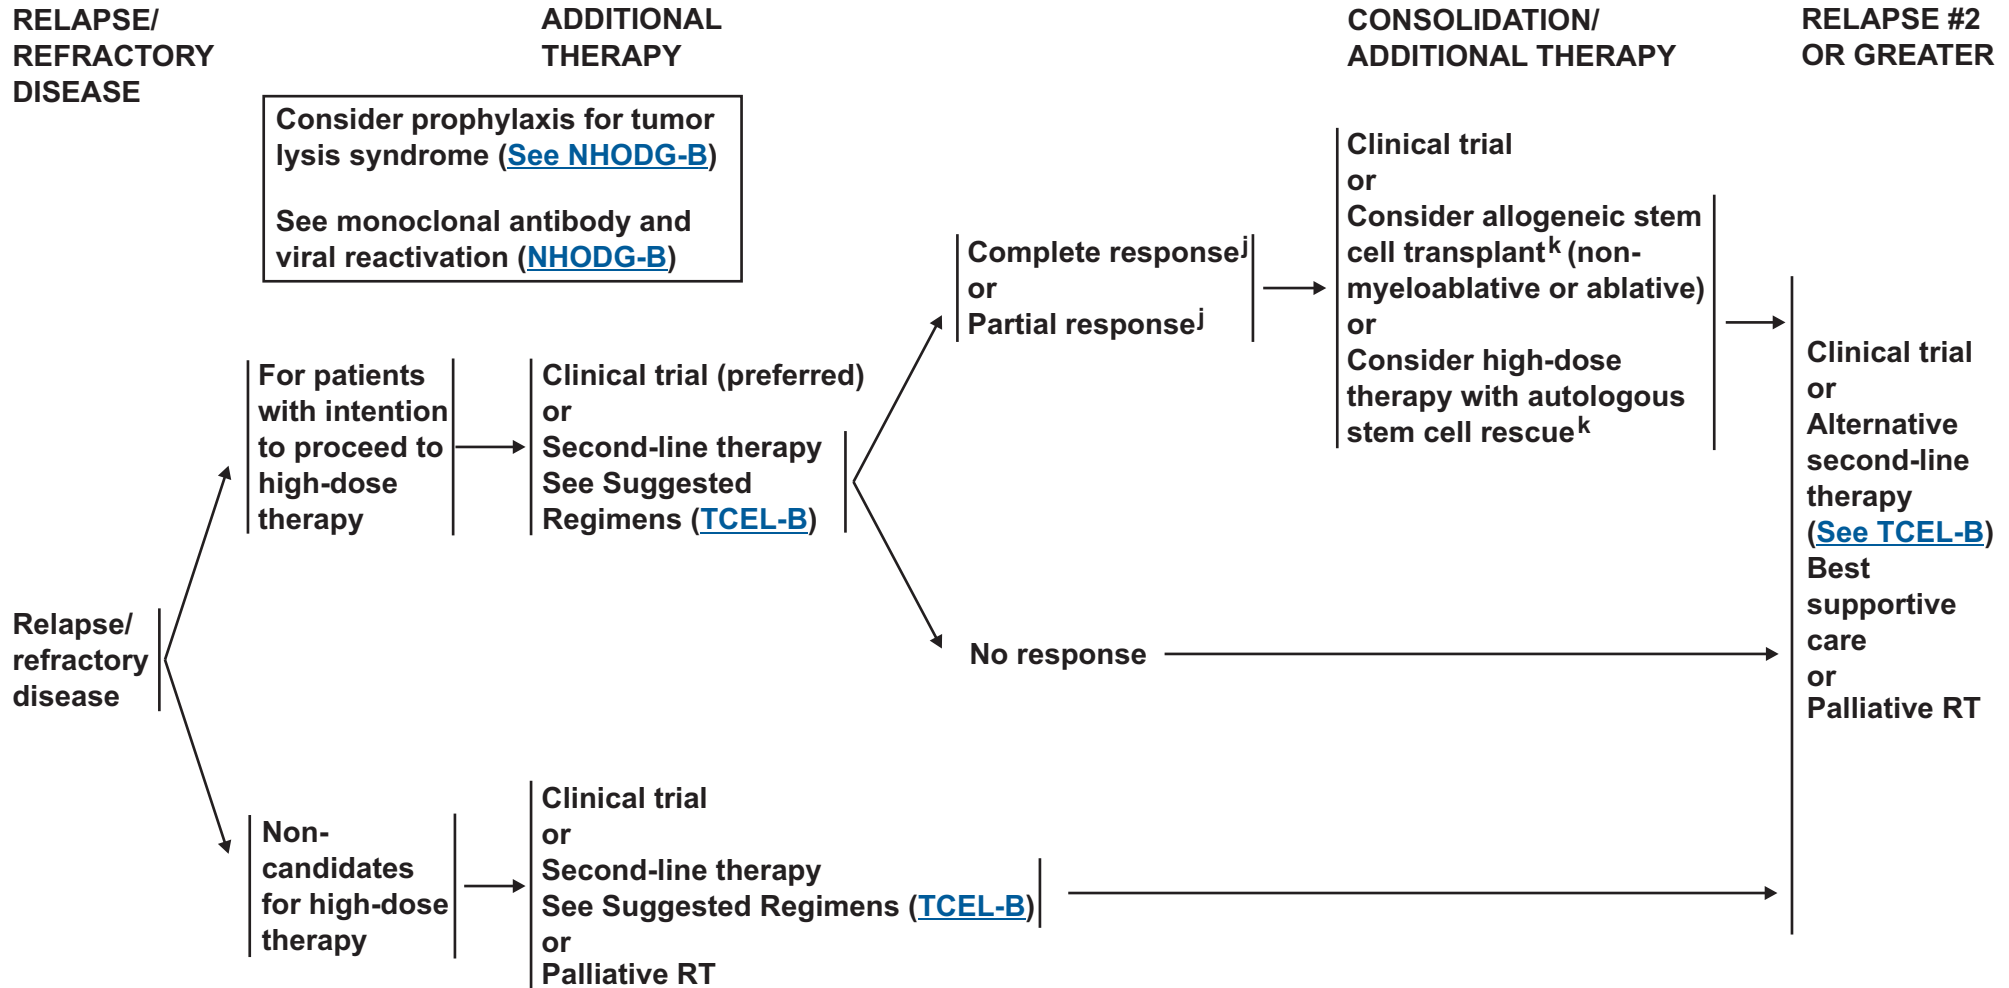 RELAPSE/
REFRACTORY
DISEASE
ADDITIONAL
THERAPY
CONSOLIDATION/
ADDITIONAL THERAPY
RELAPSE #2
OR GREATER
Consider prophylaxis for tumor
lysis syndrome (See NHODG-B)
See monoclonal antibody and
viral reactivation (NHODG-B)
Relapse/
refractory
disease
For patients
with intention
to proceed to
high-dose
therapy
Clinical trial (preferred)
or
Second-line therapy
See Suggested
Regimens (TCEL-B)
Complete responsej
or
Partial responsej
Clinical trial
or
Consider allogeneic stem
cell transplantk (non-
myeloablative or ablative)
or
Consider high-dose
therapy with autologous
stem cell rescuek
No response
Non-
candidates
for high-dose
therapy
Clinical trial
or
Second-line therapy
See Suggested Regimens (TCEL-B)
or
Palliative RT
Clinical trial
or
Alternative
second-line
therapy
(See TCEL-B)
Best
supportive
care
or
Palliative RT